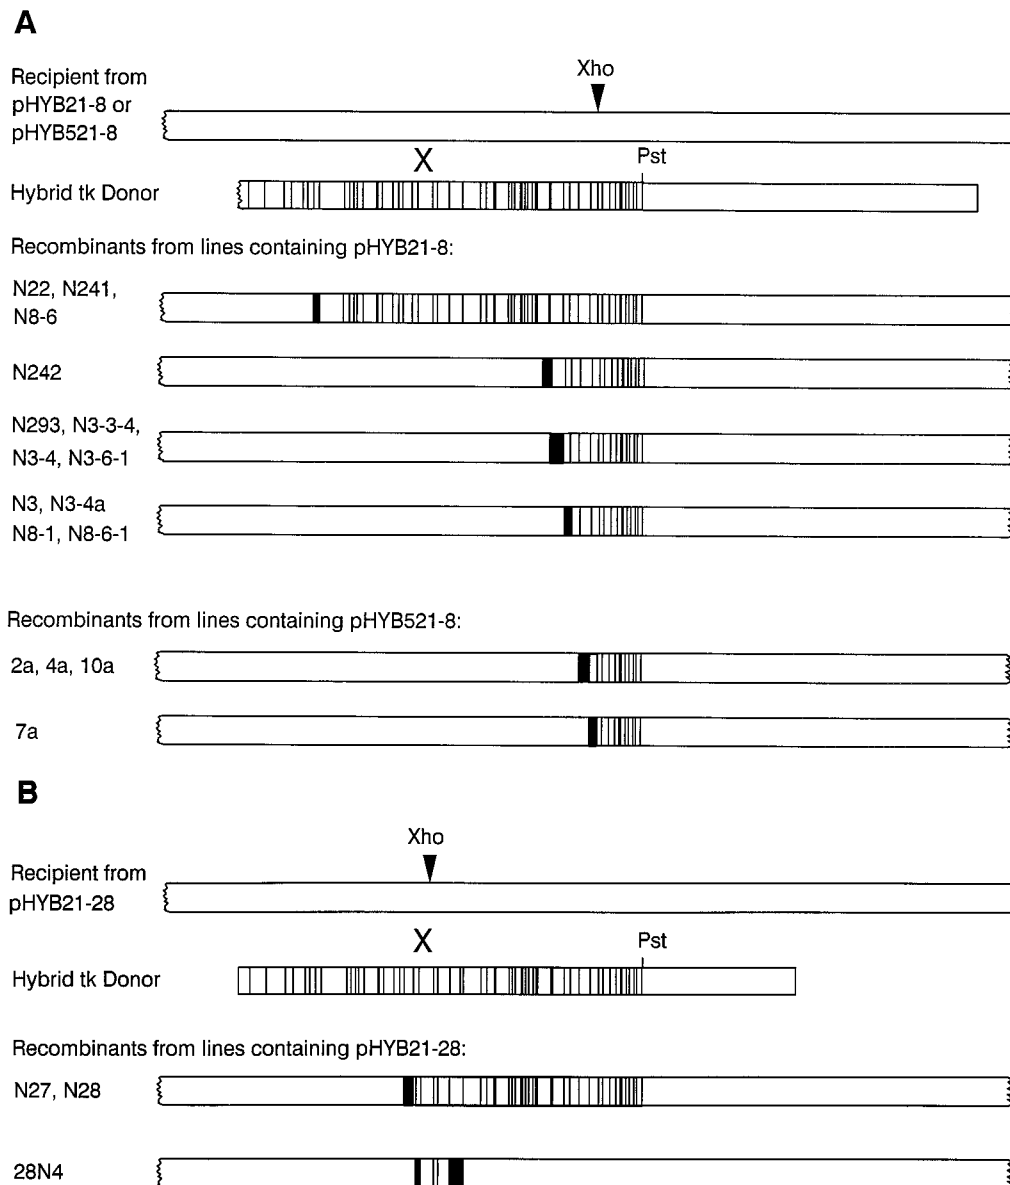 A
Xho
Recipient from
pHYB21-8 or
pHYB521-8
X
Pst
Hybrid tk Donor
Recombinants from lines containing pHYB21-8:
N22, N241,
N8-6
N242
N293, N3-3-4,
N3-4, N3-6-1
N3, N3-4a
N8-1, N8-6-1
Recombinants from lines containing pHYB521-8:
2a, 4a, 10a
7a
B
Xho
Recipient from
pHYB21-28
X
Pst
Hybrid tk Donor
Recombinants from lines containing pHYB21-28:
N27, N28
28N4